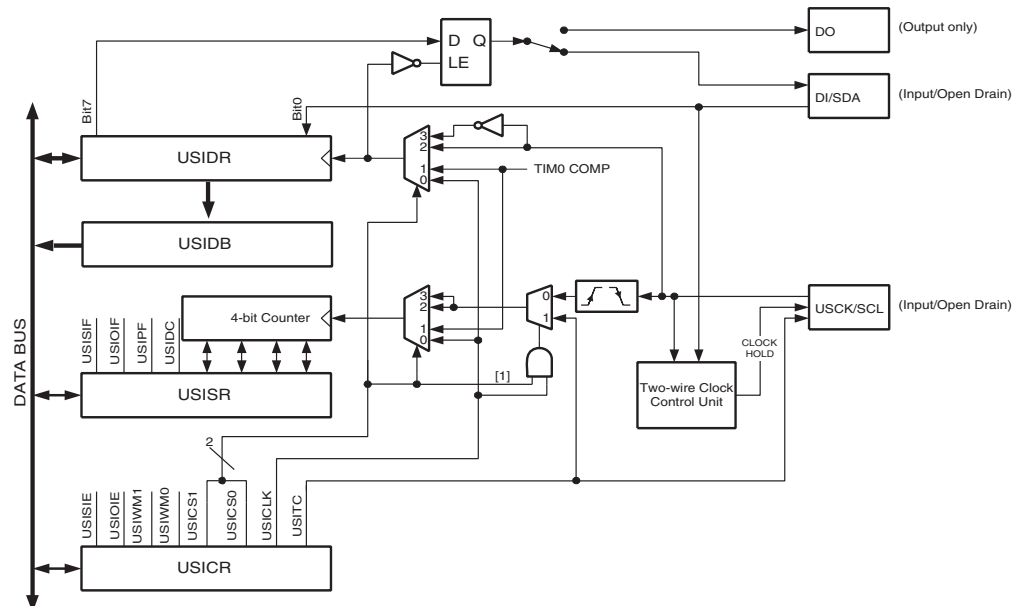 D Q
LE
DO
(Output only)
DI/SDA
(Input/Open Drain)
Bit7
Bit0
USIDR
3
2
1
0
TIM0 COMP
USIDB
DATA BUS
4-bit Counter
3
2
1
0
0
1
USCK/SCL
(Input/Open Drain)
CLOCK
HOLD
USISIF
USIOIF
USIPF
USIDC
[1]
USISR
Two-wire Clock
Control Unit
2
USISIE
USIOIE
USIWM1
USIWM0
USICS1
USICS0
USICLK
USITC
USICR